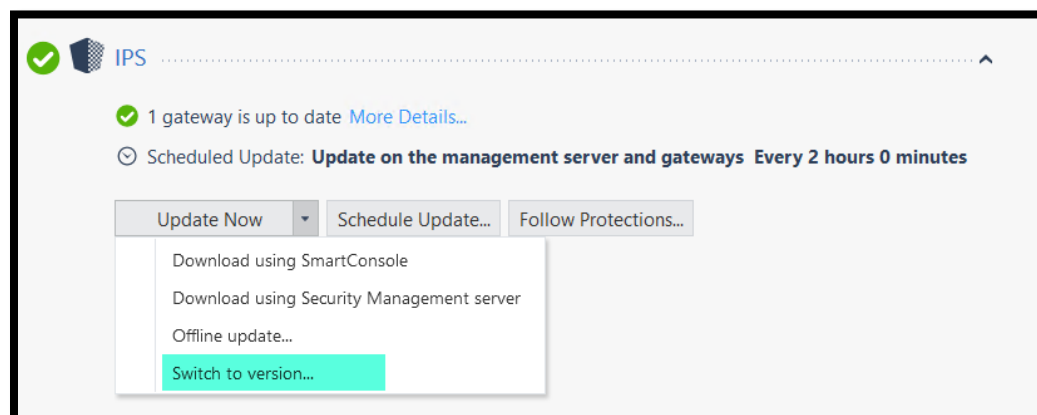 IPS
1 gateway is up to date More Details...
Scheduled Update: Update on the management server and gateways Every 2 hours 0 minutes
Update Now Schedule Update... Follow Protections...
Download using SmartConsole
Download using Security Management server
Offline update...
Switch to version...